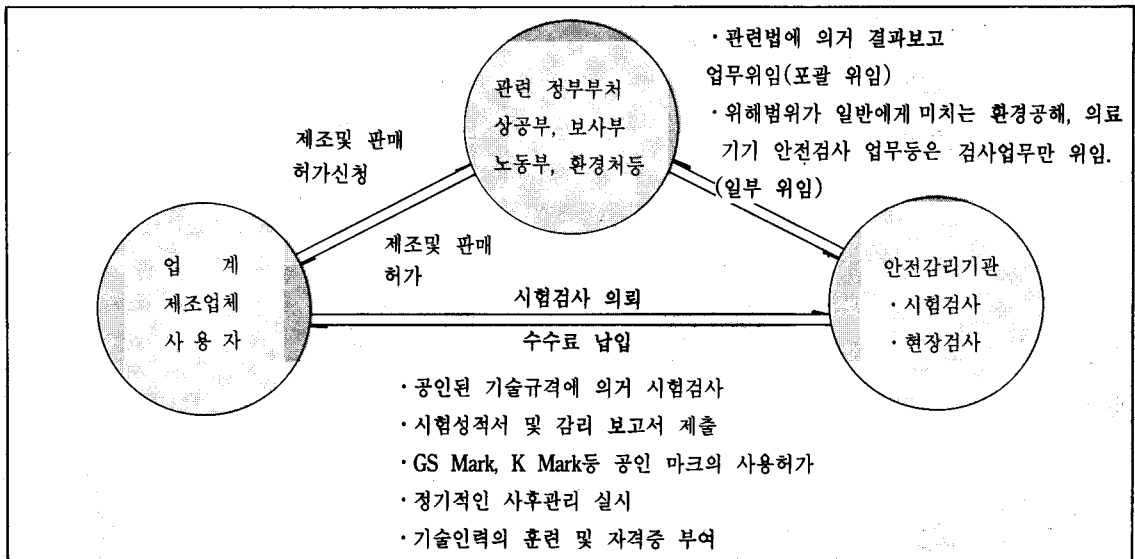 관련 정부부처
상공부, 보사부
노동부, 환경처등
· 관련법에 의거 결과보고
업무위임(포괄 위임)
· 위해범위가 일반에게 미치는 환경공해, 의료
기기 안전검사 업무등은 검사업무만 위임.
(일부 위임)
제조및 판매
허가신청
제조및 판매
허가
업 계
제조업체
사 용 자
시험검사 의뢰
수수료 납입
안전감리기관
· 시험검사
· 현장검사
· 공인된 기술규격에 의거 시험검사
· 시험성적서 및 감리 보고서 제출
· GS Mark, K Mark등 공인 마크의 사용허가
· 정기적인 사후관리 실시
· 기술인력의 훈련 및 자격증 부여